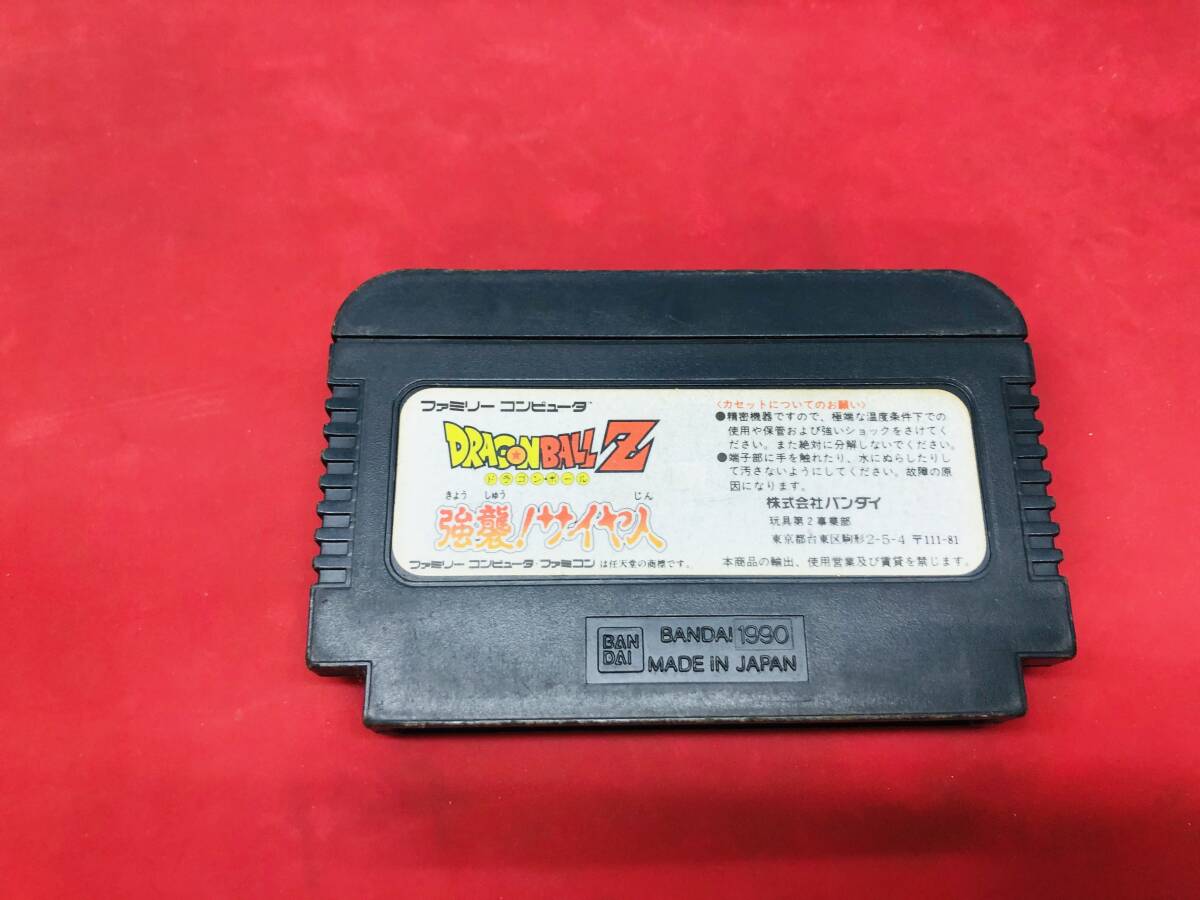 ファミリー コンピュータ™
DRAGON BALL Z
ドラゴンボール
きょう しゅう じん
強襲!サイヤ人
ファミリー コンピュータ・ファミコンは任天堂の商標です。
〈カセットについてのお願い〉
●精密機器ですので、極端な温度条件下での
使用や保管および強いショックをさけてく
ださい。また絶対に分解しないでください。
●端子部に手を触れたり、水にぬらしたりし
て汚さないようにしてください。故障の原
因になります。
株式会社バンダイ
玩具第2事業部
東京都台東区駒形2-5-4 〒111-81
本商品の輸出、使用営業及び賃貸を禁じます。
BAN
DAI
BANDAI 1990
MADE IN JAPAN